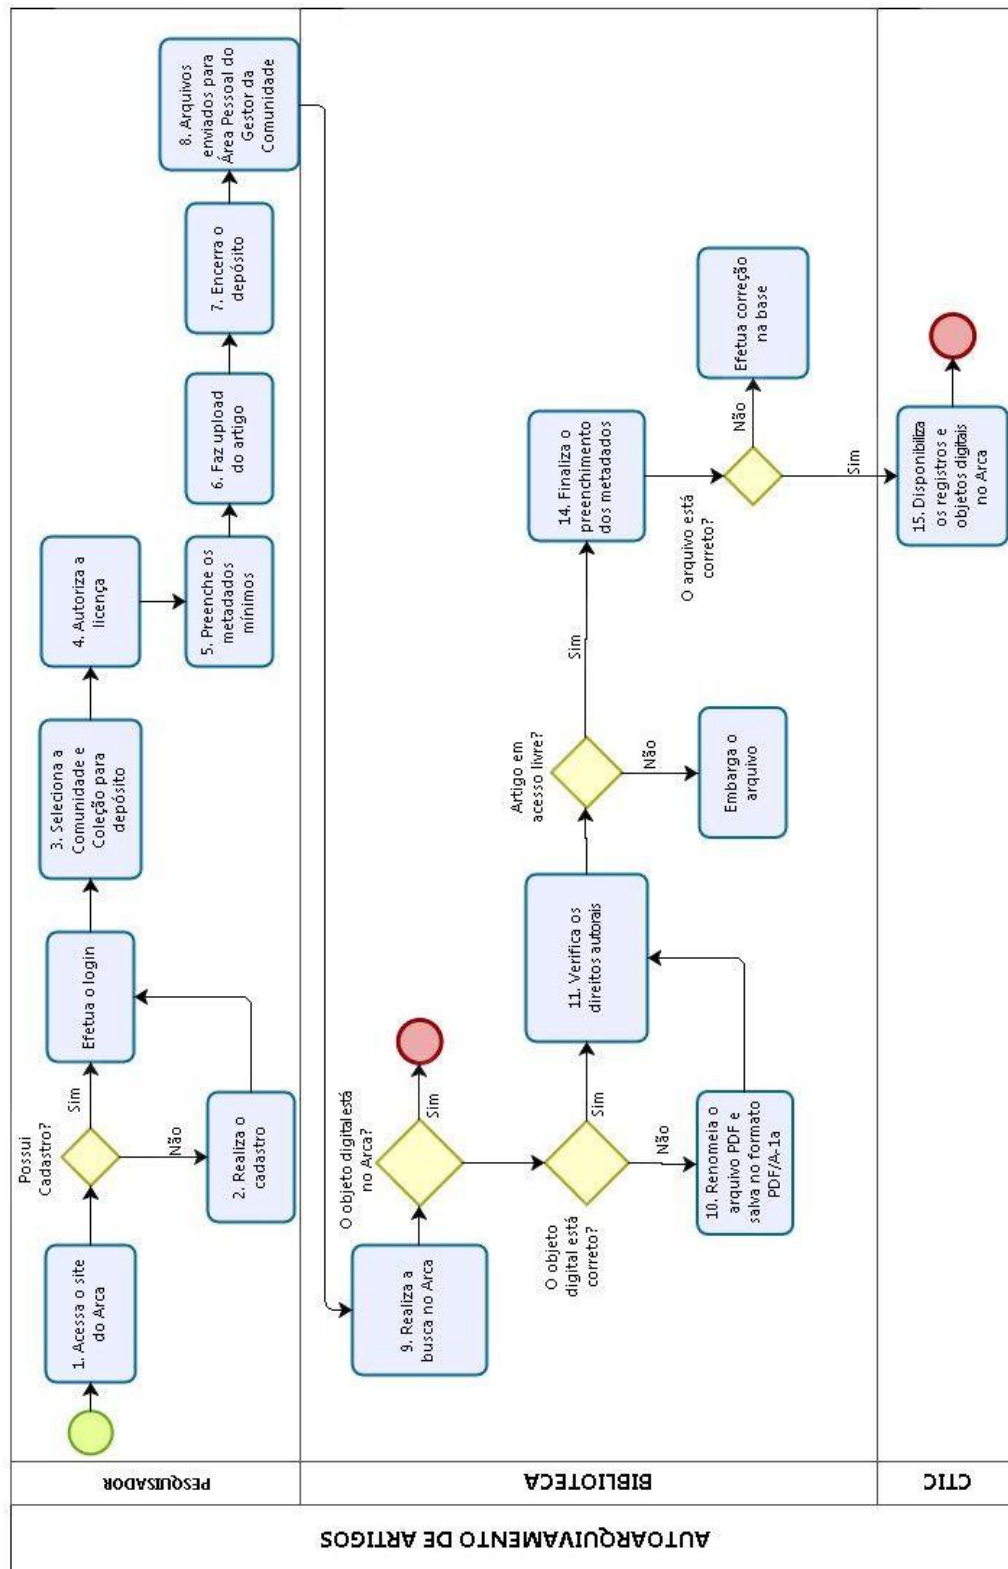 AUTOARQUIVAMENTO DE ARTIGOS
PESQUISADOR
1. Acessa o site
do Arca
Possui
Cadastro?
Sim
Não
2. Realiza o
cadastro
Efetua o login
3. Seleciona a
Comunidade e
Coleção para
depósito
4. Autoriza a
licença
5. Preenche os
metadados
mínimos
6. Faz upload
do artigo
7. Encerra o
depósito
8. Arquivos
enviados para
Área Pessoal do
Gestor da
Comunidade
BIBLIOTECA
9. Realiza a
busca no Arca
O objeto digital está
no Arca?
Sim
O objeto
digital está
correto?
Sim
Não
10. Renomeia o
arquivo PDF e
salva no formato
PDF/A-1a
11. Verifica os
direitos autorais
Artigo em
acesso livre?
Sim
Não
Embarga o
arquivo
14. Finaliza o
preenchimento
dos metadados
O arquivo está
correto?
Não
Efetua correção
na base
Sim
CTIC
15. Disponibiliza
os registros e
objetos digitais
no Arca